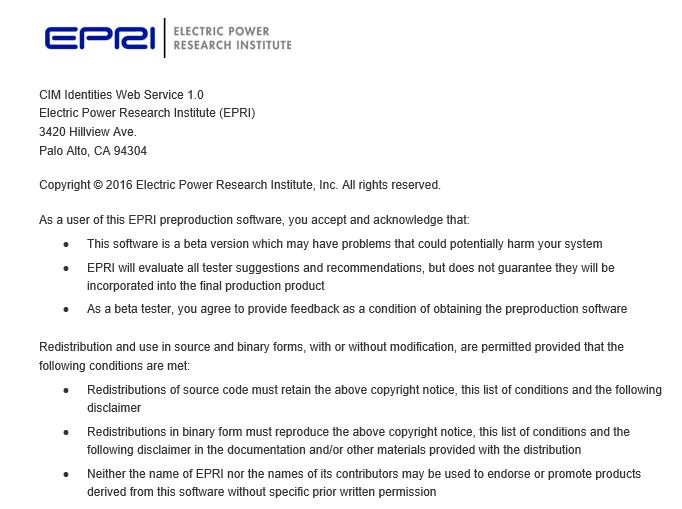 EPRI ELECTRIC POWER
RESEARCH INSTITUTE
CIM Identities Web Service 1.0
Electric Power Research Institute (EPRI)
3420 Hillview Ave.
Palo Alto, CA 94304
Copyright © 2016 Electric Power Research Institute, Inc. All rights reserved.
As a user of this EPRI preproduction software, you accept and acknowledge that:
• This software is a beta version which may have problems that could potentially harm your system
• EPRI will evaluate all tester suggestions and recommendations, but does not guarantee they will be
incorporated into the final production product
• As a beta tester, you agree to provide feedback as a condition of obtaining the preproduction software
Redistribution and use in source and binary forms, with or without modification, are permitted provided that the
following conditions are met:
• Redistributions of source code must retain the above copyright notice, this list of conditions and the following
disclaimer
• Redistributions in binary form must reproduce the above copyright notice, this list of conditions and the
following disclaimer in the documentation and/or other materials provided with the distribution
• Neither the name of EPRI nor the names of its contributors may be used to endorse or promote products
derived from this software without specific prior written permission